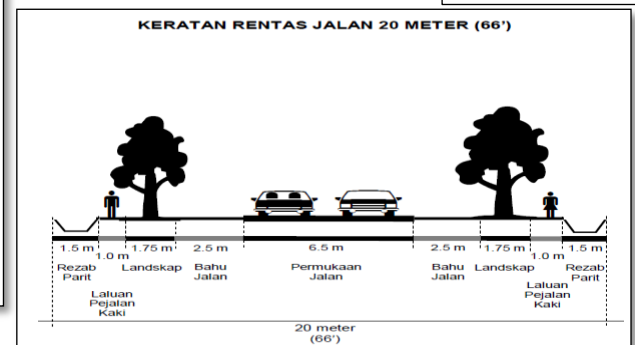 KERATAN RENTAS JALAN 20 METER (66')
1.5 m 1.0 m 1.75 m 2.5 m 6.5 m 2.5 m 1.75 m 1.0 m 1.5 m
Rezab
Parit
Laluan
Pejalan
Kaki
Landskap
Bahu
Jalan
Permukaan
Jalan
Bahu
Jalan
Landskap
Laluan
Pejalan
Kaki
Rezab
Parit
20 meter
(66')